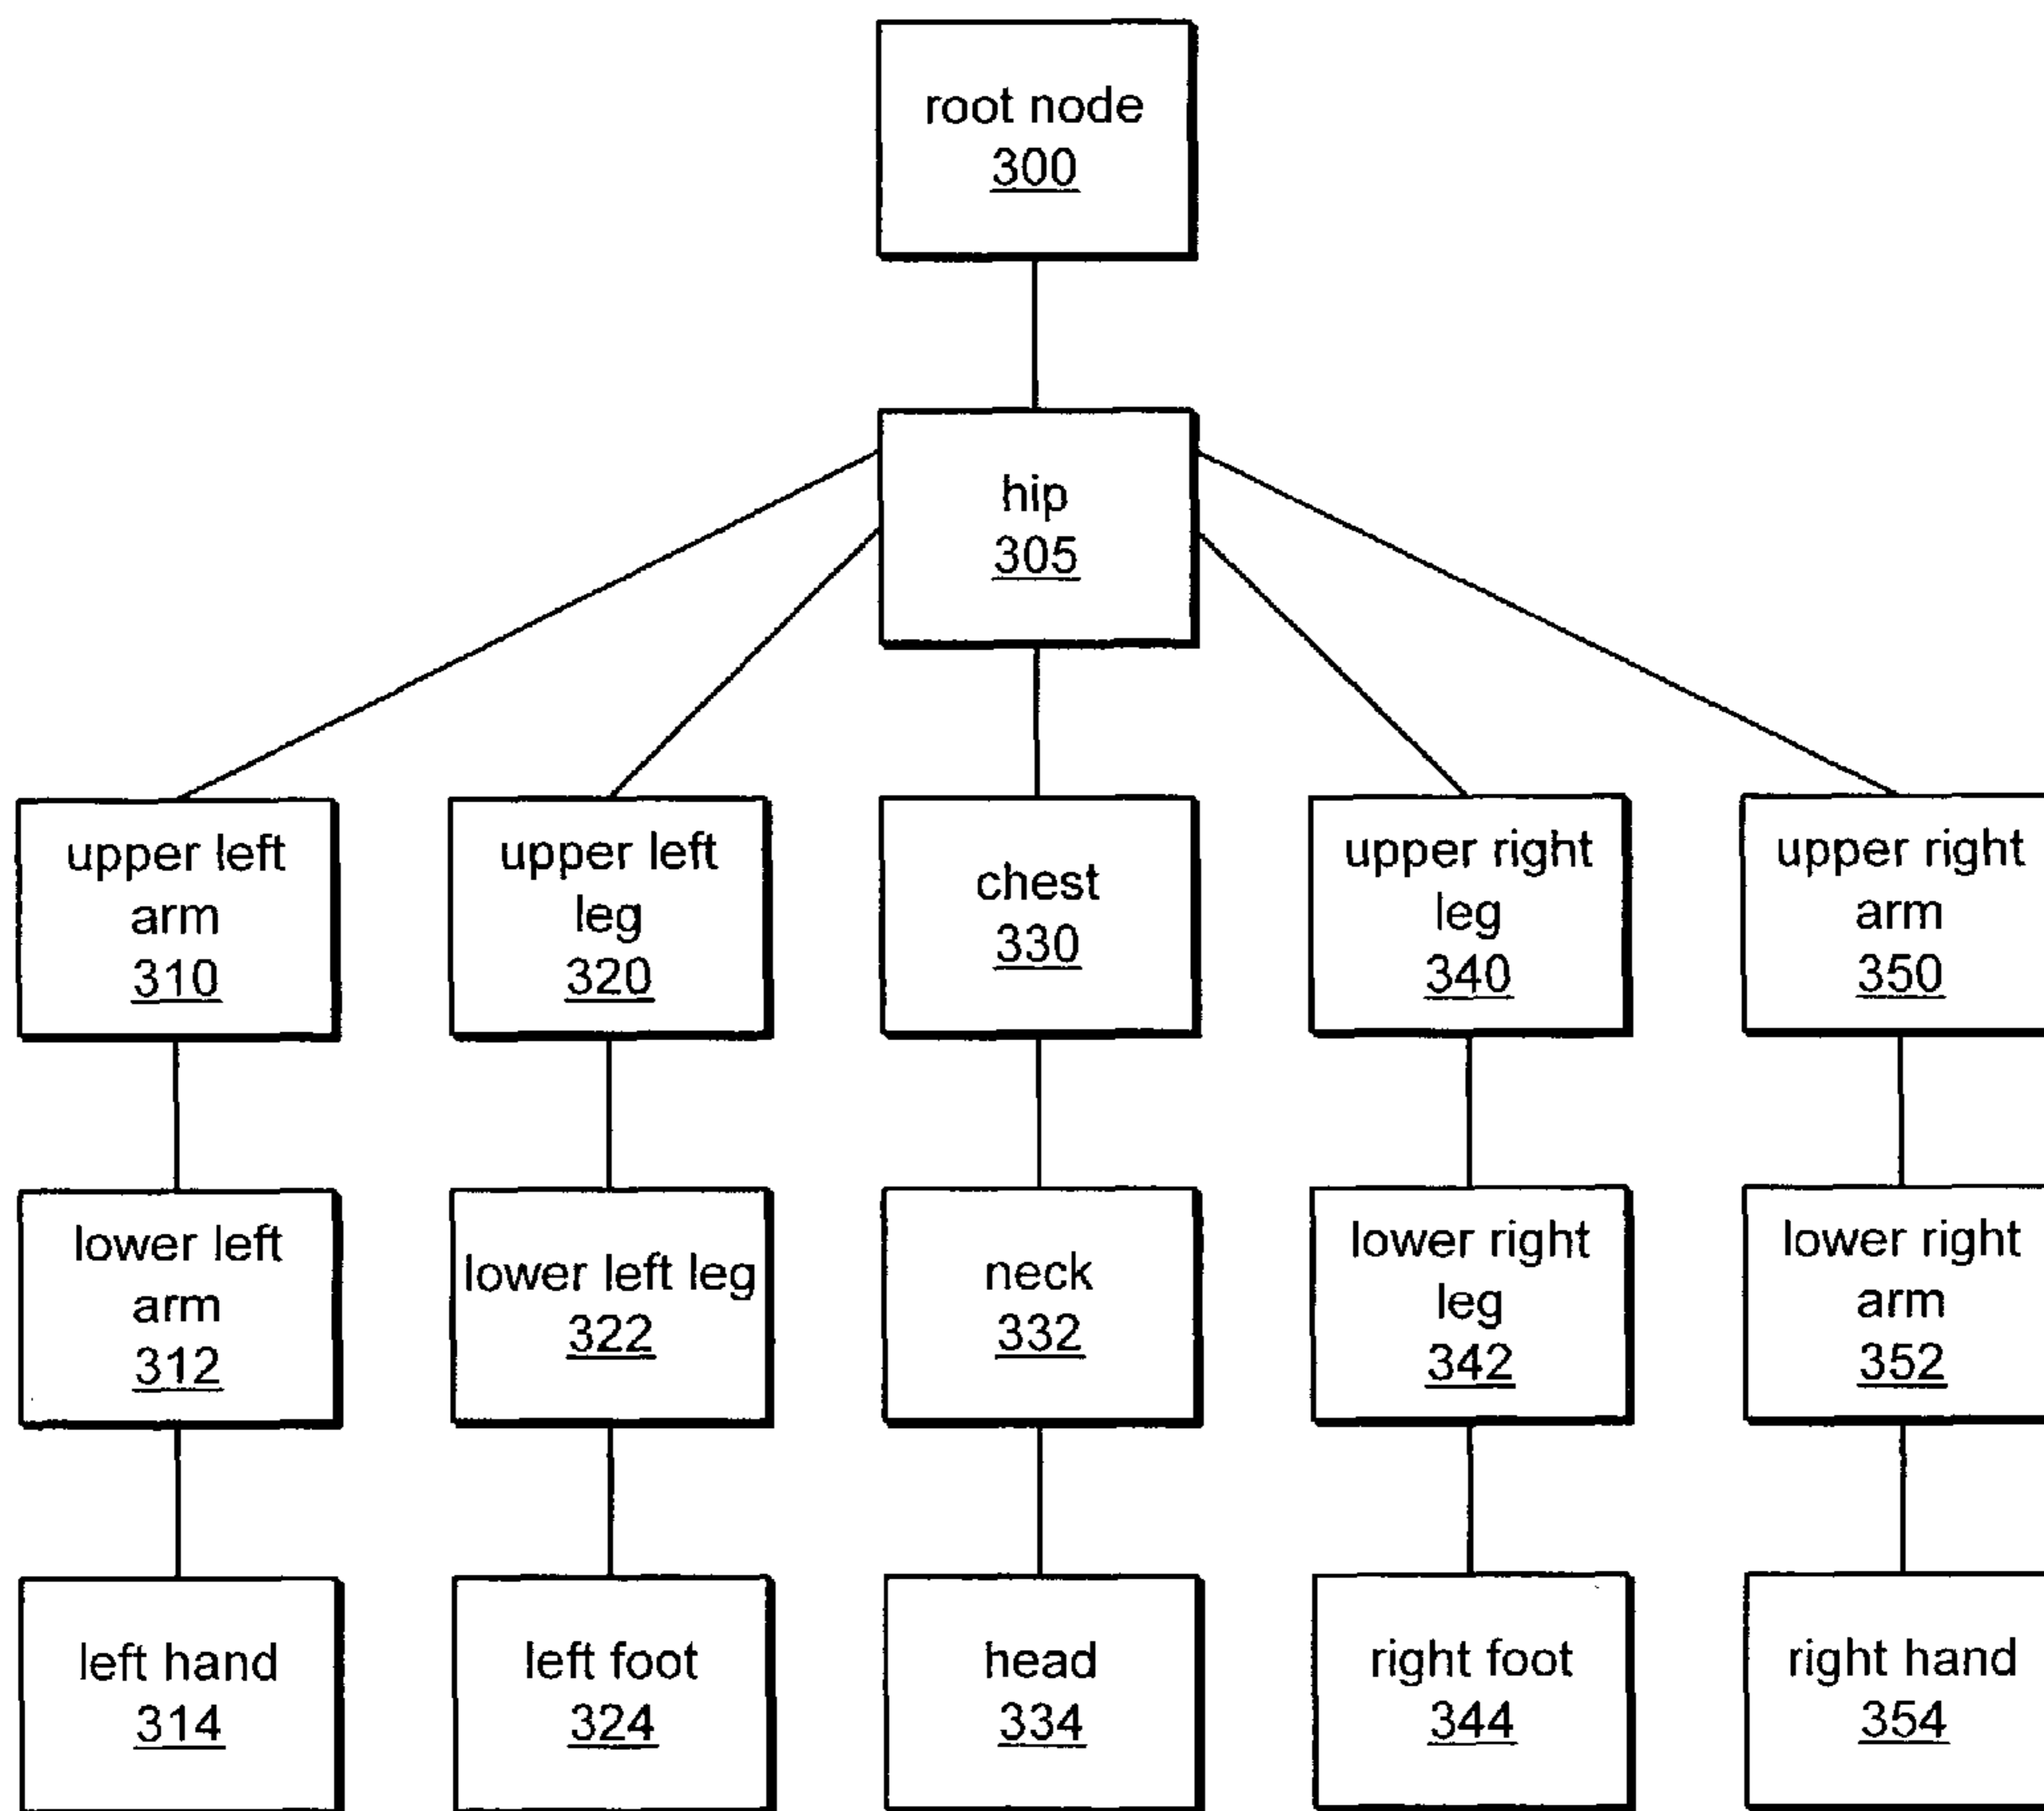 root node
300
hip
305
upper left
arm
310
upper left
leg
320
chest
330
upper right
leg
340
upper right
arm
350
lower left
arm
312
lower left leg
322
neck
332
lower right
leg
342
lower right
arm
352
left hand
314
left foot
324
head
334
right foot
344
right hand
354